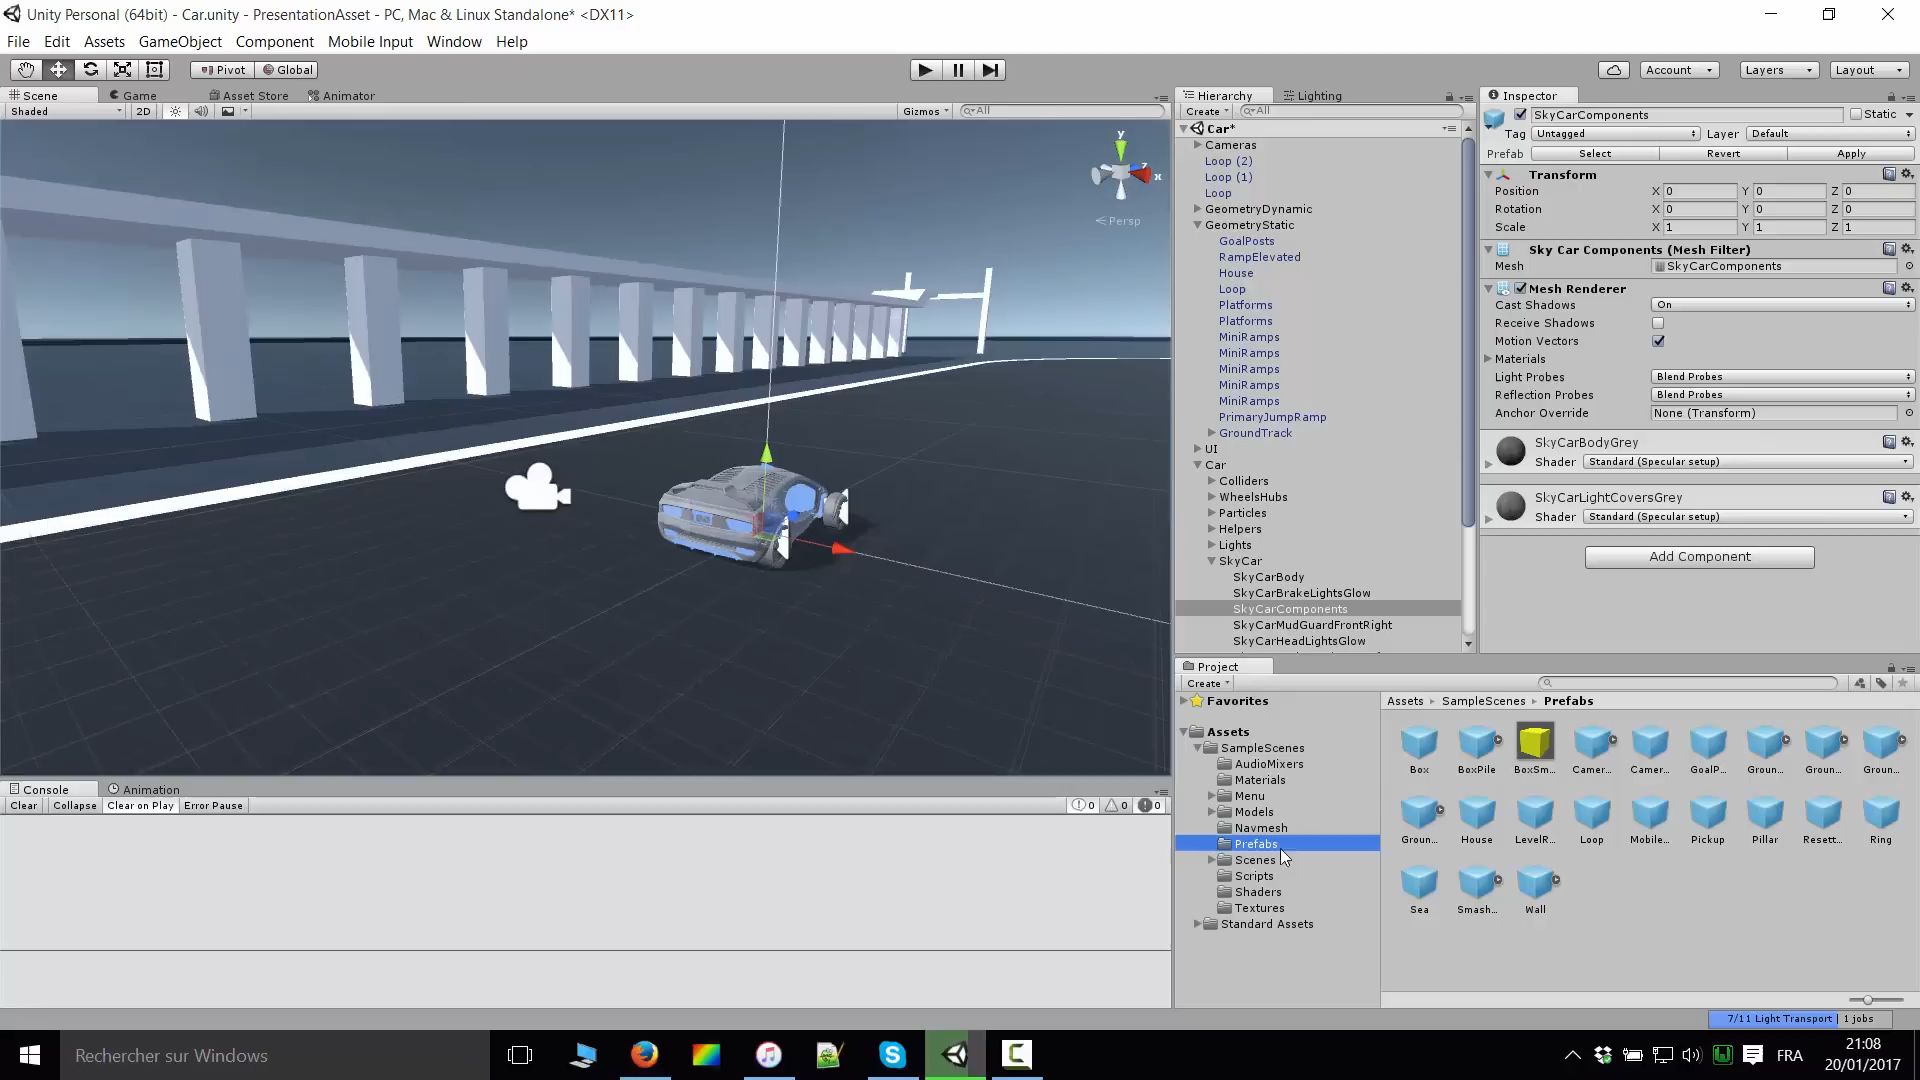 Unity Personal (64bit) - Car.unity - PresentationAsset - PC, Mac & Linux Standalone* <DX11>
File Edit Assets GameObject Component Mobile Input Window Help
Pivot Global Account Layers Layout
Scene Game Asset Store Animator
Shaded 2D Gizmos All
y
z
x
Persp
Hierarchy Lighting
Create All
Car*
Cameras
Loop (2)
Loop (1)
Loop
GeometryDynamic
GeometryStatic
GoalPosts
RampElevated
House
Loop
Platforms
Platforms
MiniRamps
MiniRamps
MiniRamps
MiniRamps
MiniRamps
PrimaryJumpRamp
GroundTrack
UI
Car
Colliders
WheelsHubs
Particles
Helpers
Lights
SkyCar
SkyCarBody
SkyCarBrakeLightsGlow
SkyCarComponents
SkyCarMudGuardFrontRight
SkyCarHeadLightsGlow
Inspector
SkyCarComponents Static
Tag Untagged Layer Default
Prefab Select Revert Apply
Transform
Position X 0 Y 0 Z 0
Rotation X 0 Y 0 Z 0
Scale X 1 Y 1 Z 1
Sky Car Components (Mesh Filter)
Mesh SkyCarComponents
Mesh Renderer
Cast Shadows On
Receive Shadows
Motion Vectors
Materials
Light Probes Blend Probes
Reflection Probes Blend Probes
Anchor Override None (Transform)
SkyCarBodyGrey
Shader Standard (Specular setup)
SkyCarLightCoversGrey
Shader Standard (Specular setup)
Add Component
Project
Create
Favorites
Assets
SampleScenes
AudioMixers
Materials
Menu
Models
Navmesh
Prefabs
Scenes
Scripts
Shaders
Textures
Standard Assets
Assets SampleScenes Prefabs
Box BoxPile BoxSm... Camer... Camer... GoalP... Groun... Groun... Groun...
Groun... House LevelR... Loop Mobile... Pickup Pillar Resett... Ring
Sea Smash... Wall
Console Animation
Clear Collapse Clear on Play Error Pause 0 0 0
7/11 Light Transport 1 jobs
Rechercher sur Windows
FRA
21:08
20/01/2017